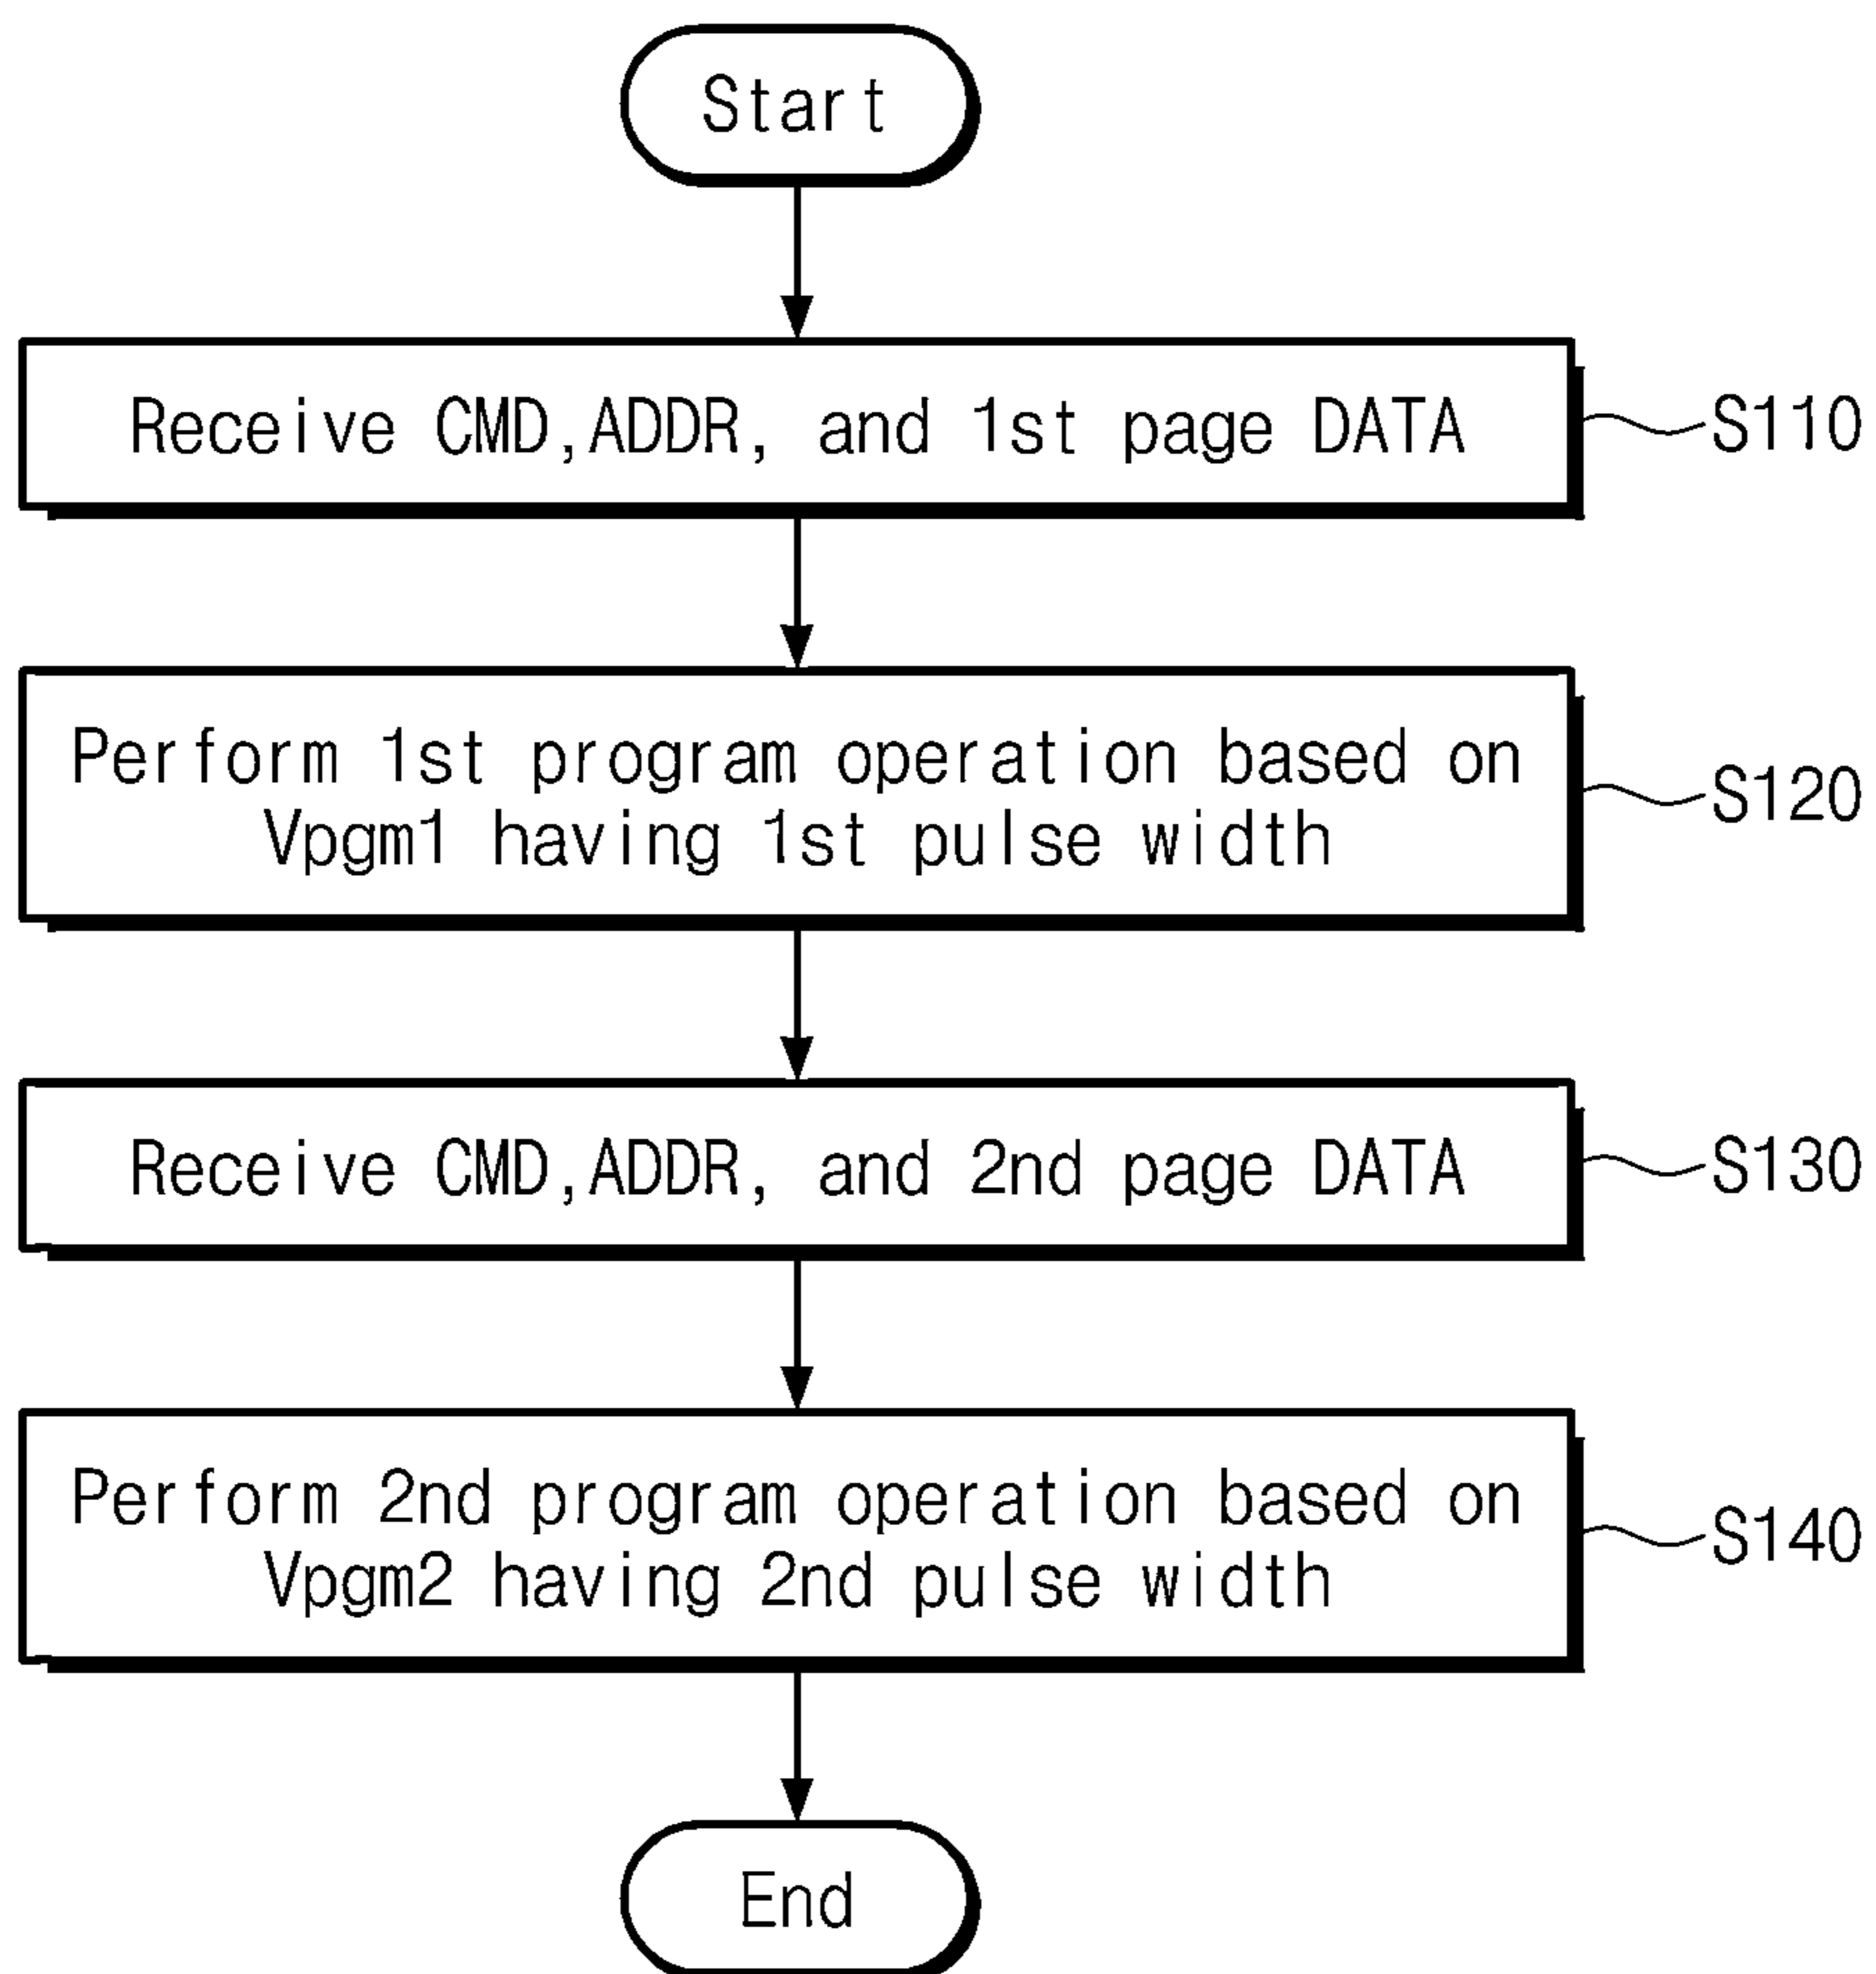 Start
Receive CMD,ADDR, and 1st page DATA
S110
Perform 1st program operation based on
Vpgm1 having 1st pulse width
S120
Receive CMD,ADDR, and 2nd page DATA
S130
Perform 2nd program operation based on
Vpgm2 having 2nd pulse width
S140
End